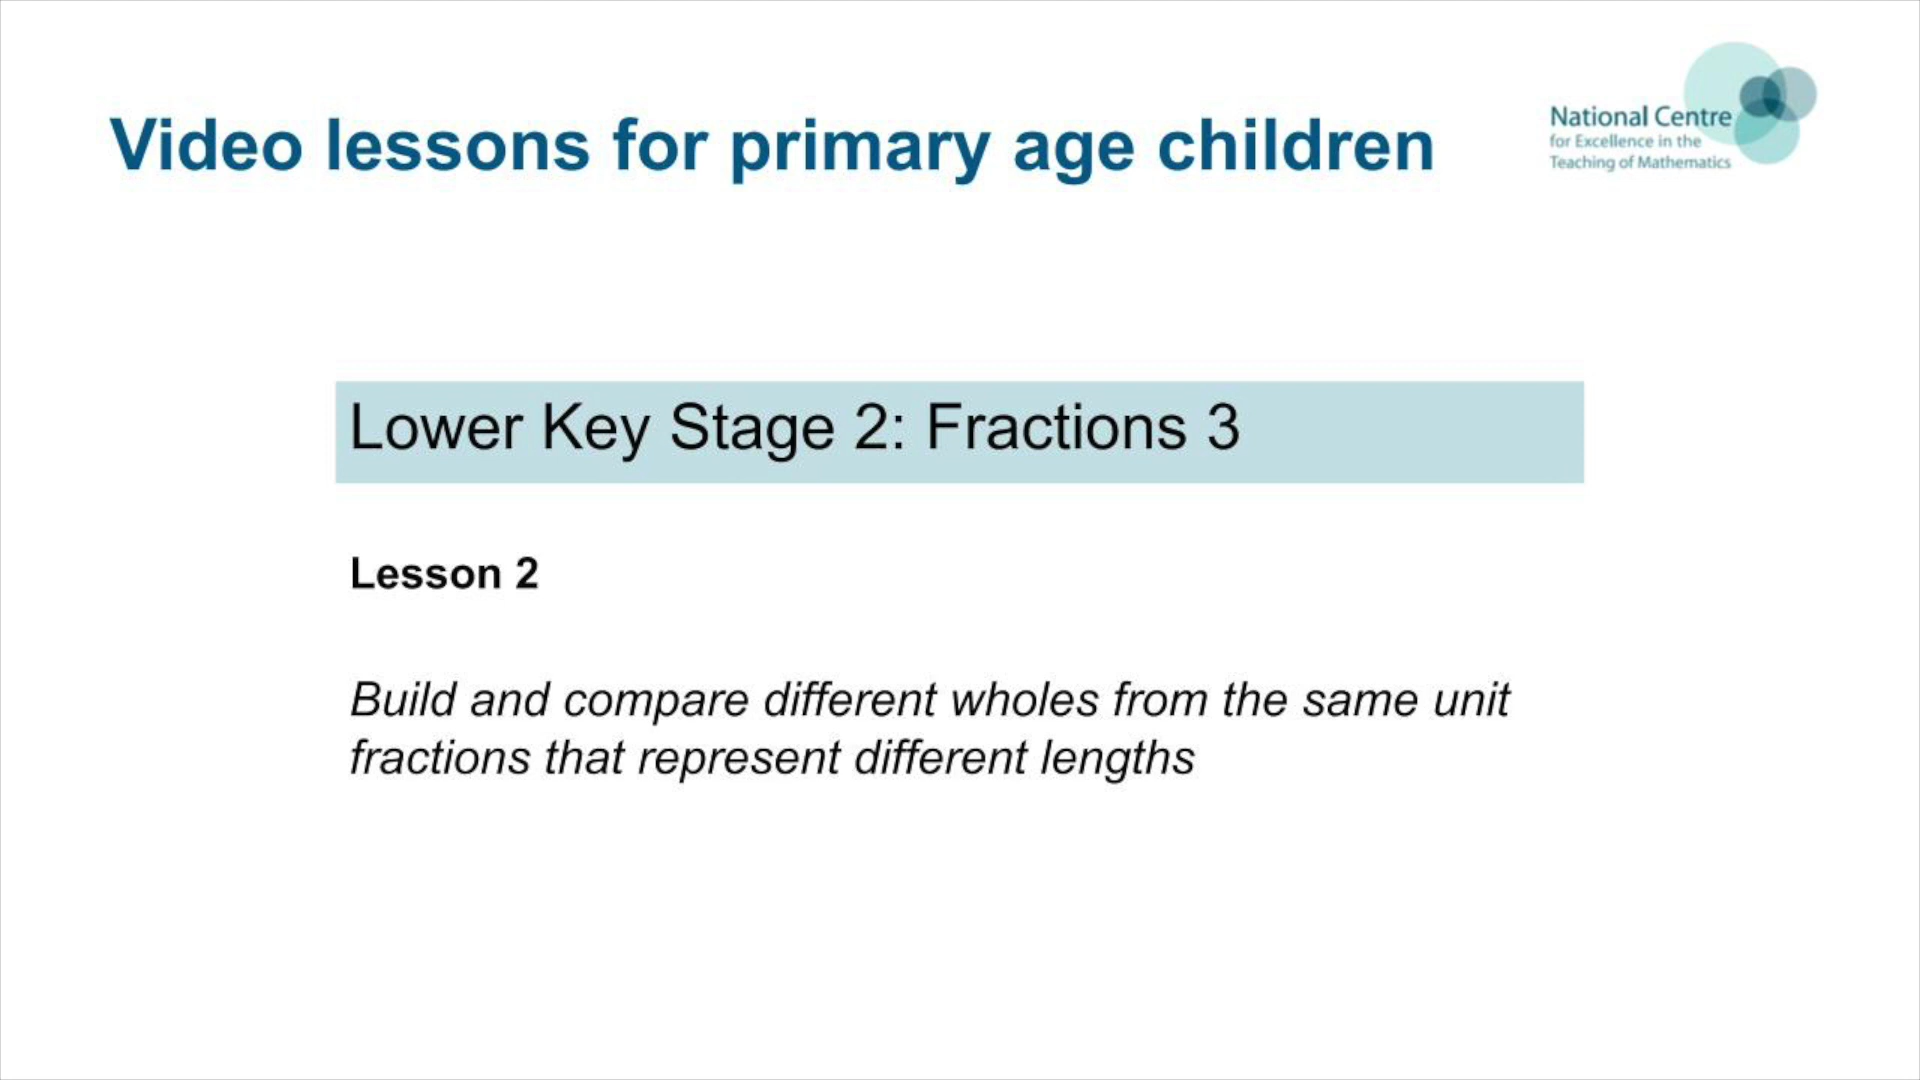 Video lessons for primary age children
National Centre
for Excellence in the
Teaching of Mathematics
Lower Key Stage 2: Fractions 3
Lesson 2
Build and compare different wholes from the same unit
fractions that represent different lengths